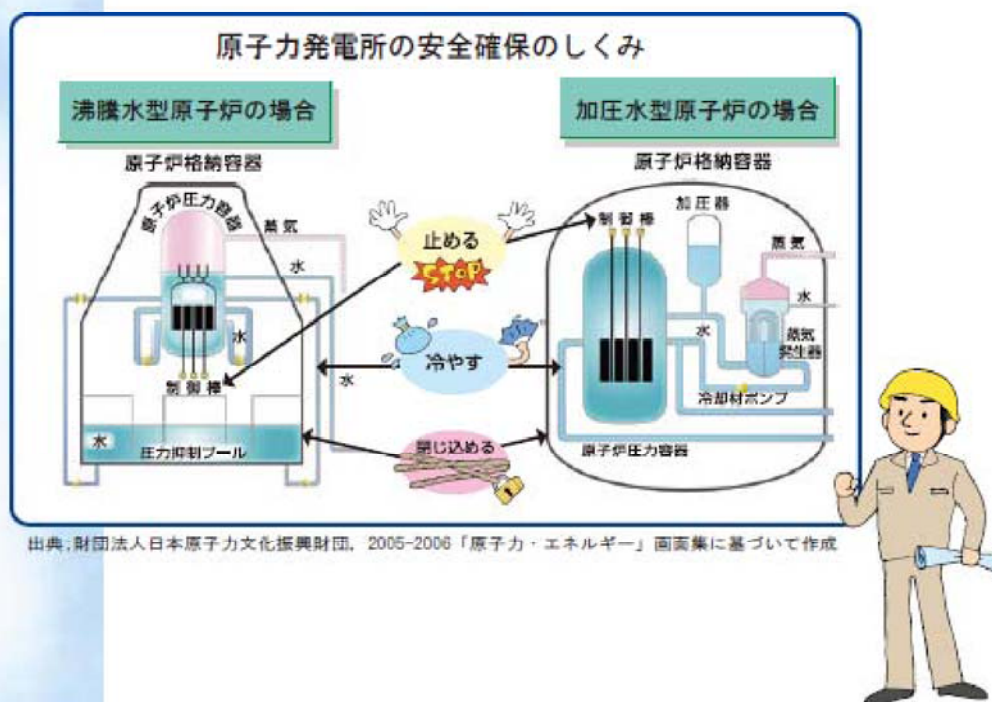 原子力発電所の安全確保のしくみ
沸騰水型原子炉の場合
原子炉格納容器
原子炉圧力容器
蒸気
水
水
制御棒
水
水
圧力抑制プール
止める
STOP
冷やす
閉じ込める
加圧水型原子炉の場合
原子炉格納容器
制御棒
加圧器
蒸気
水
水
蒸気
発生器
冷却材ポンプ
原子炉圧力容器
出典;財団法人日本原子力文化振興財団，2005-2006「原子力・エネルギー」画面集に基づいて作成